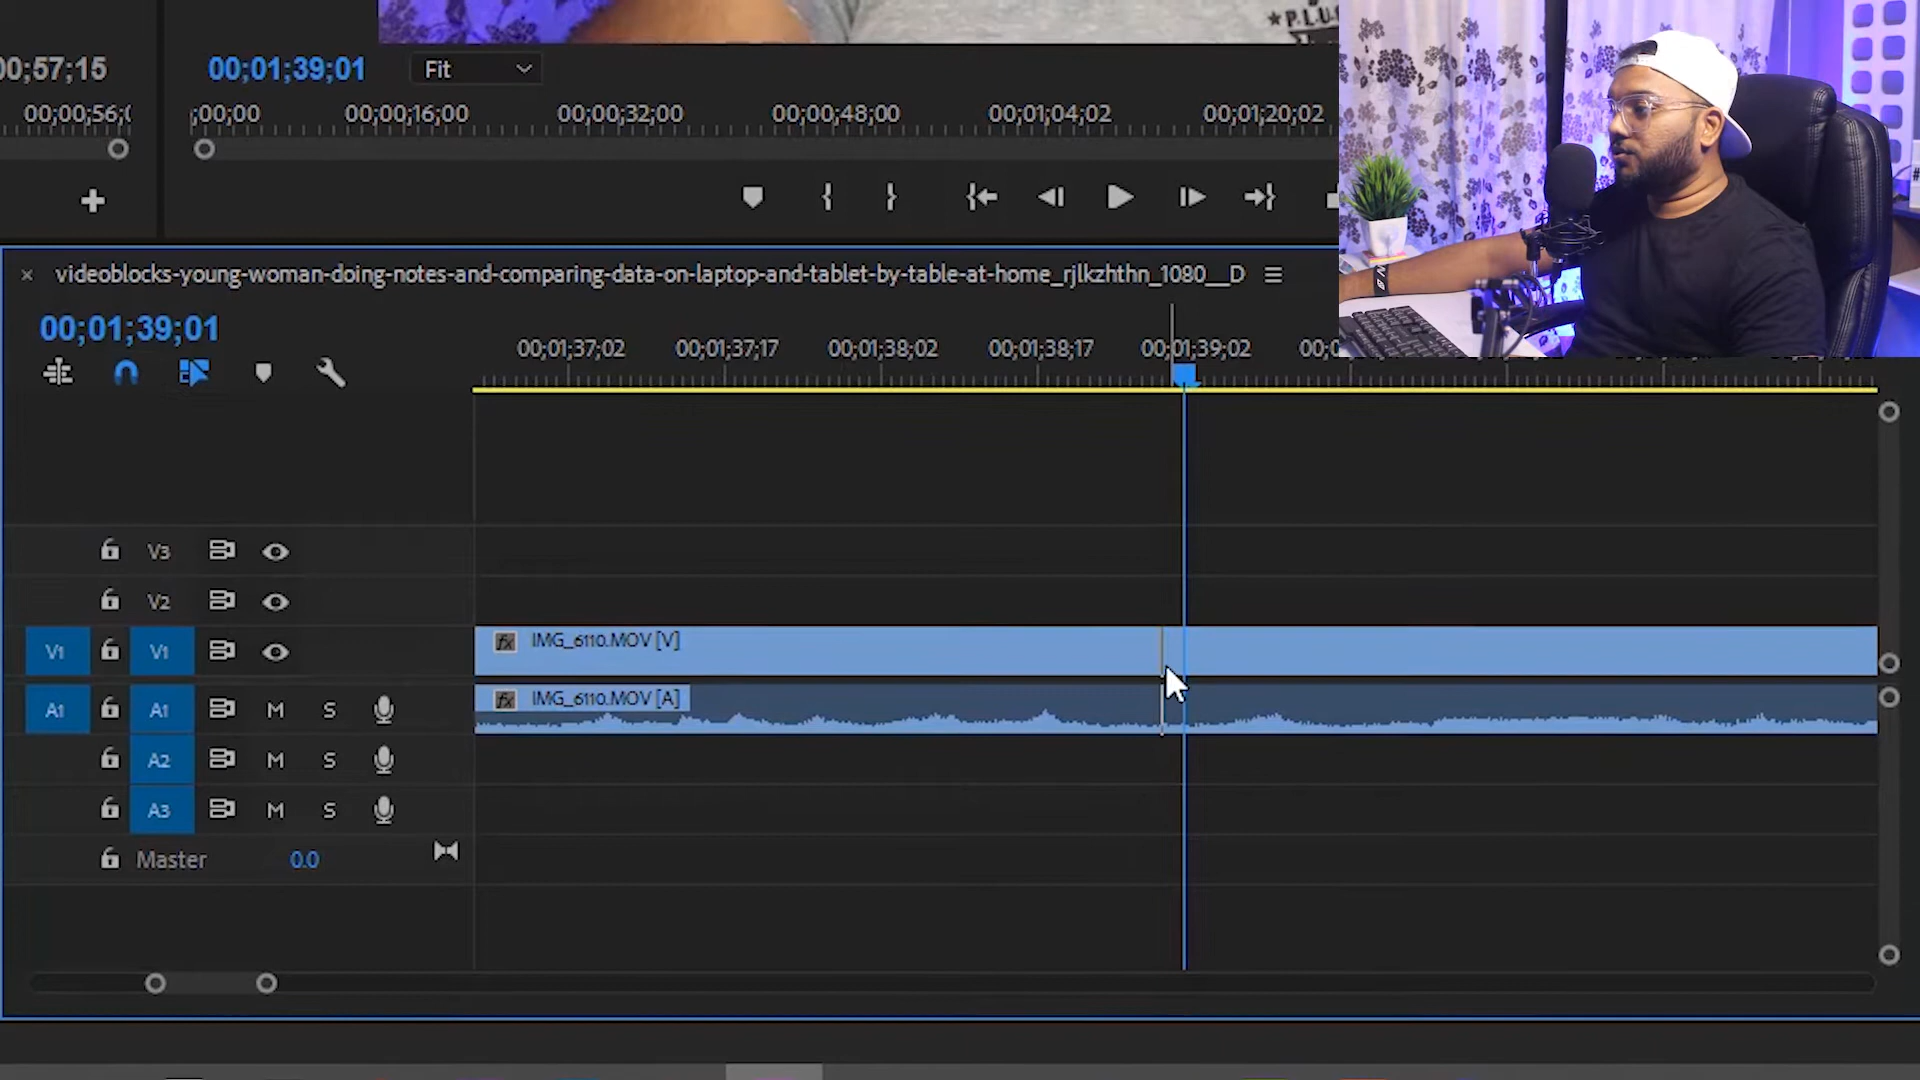 ★P.L.U
00;57;15
00;01;39;01
Fit
00;00;56;(
;00;00
00;00;16;00
00;00;32;00
00;00;48;00
00;01;04;02
00;01;20;02
videoblocks-young-woman-doing-notes-and-comparing-data-on-laptop-and-tablet-by-table-at-home_rjlkzhthn_1080__D
00;01;39;01
00;01;37;02
00;01;37;17
00;01;38;02
00;01;38;17
00;01;39;02
00;0
V3
V2
V1 V1
IMG_6110.MOV [V]
A1 A1 M S
IMG_6110.MOV [A]
A2 M S
A3 M S
Master 0.0